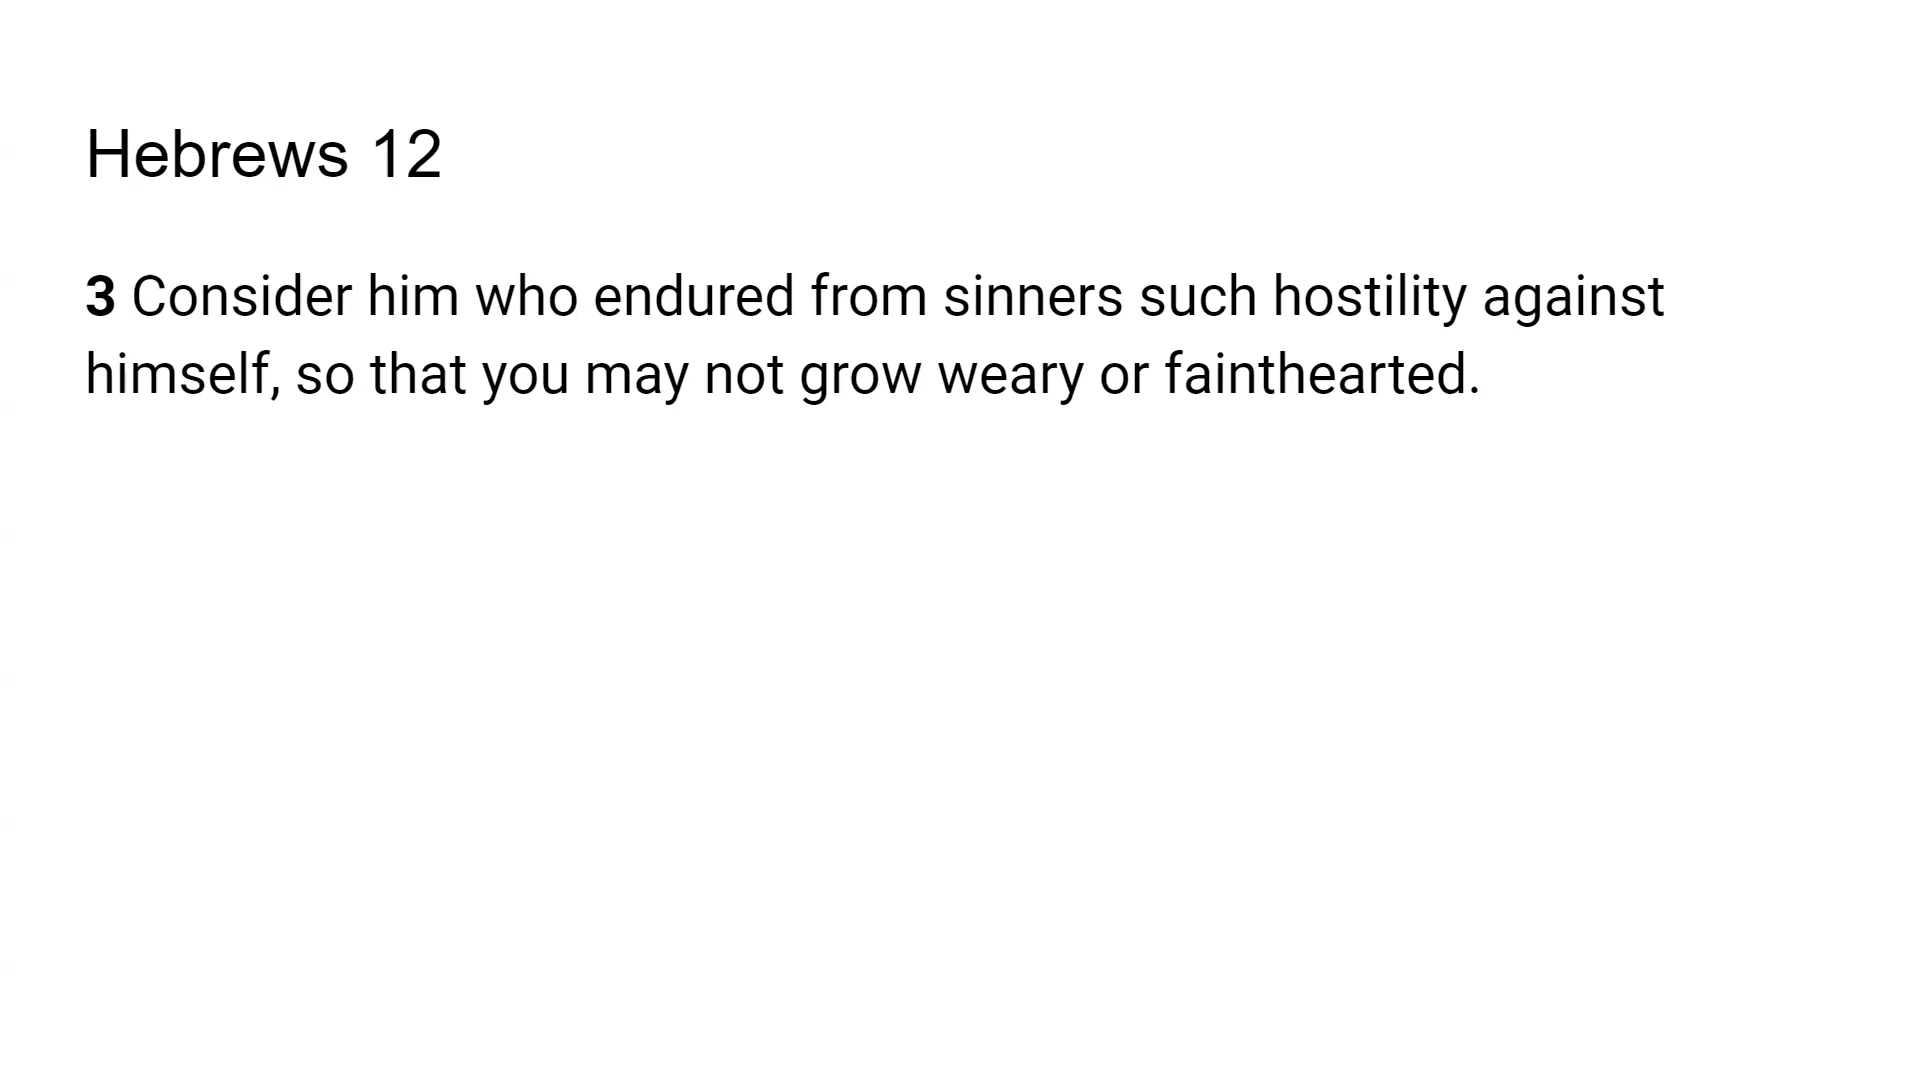 Hebrews 12
3 Consider him who endured from sinners such hostility against
himself, so that you may not grow weary or fainthearted.